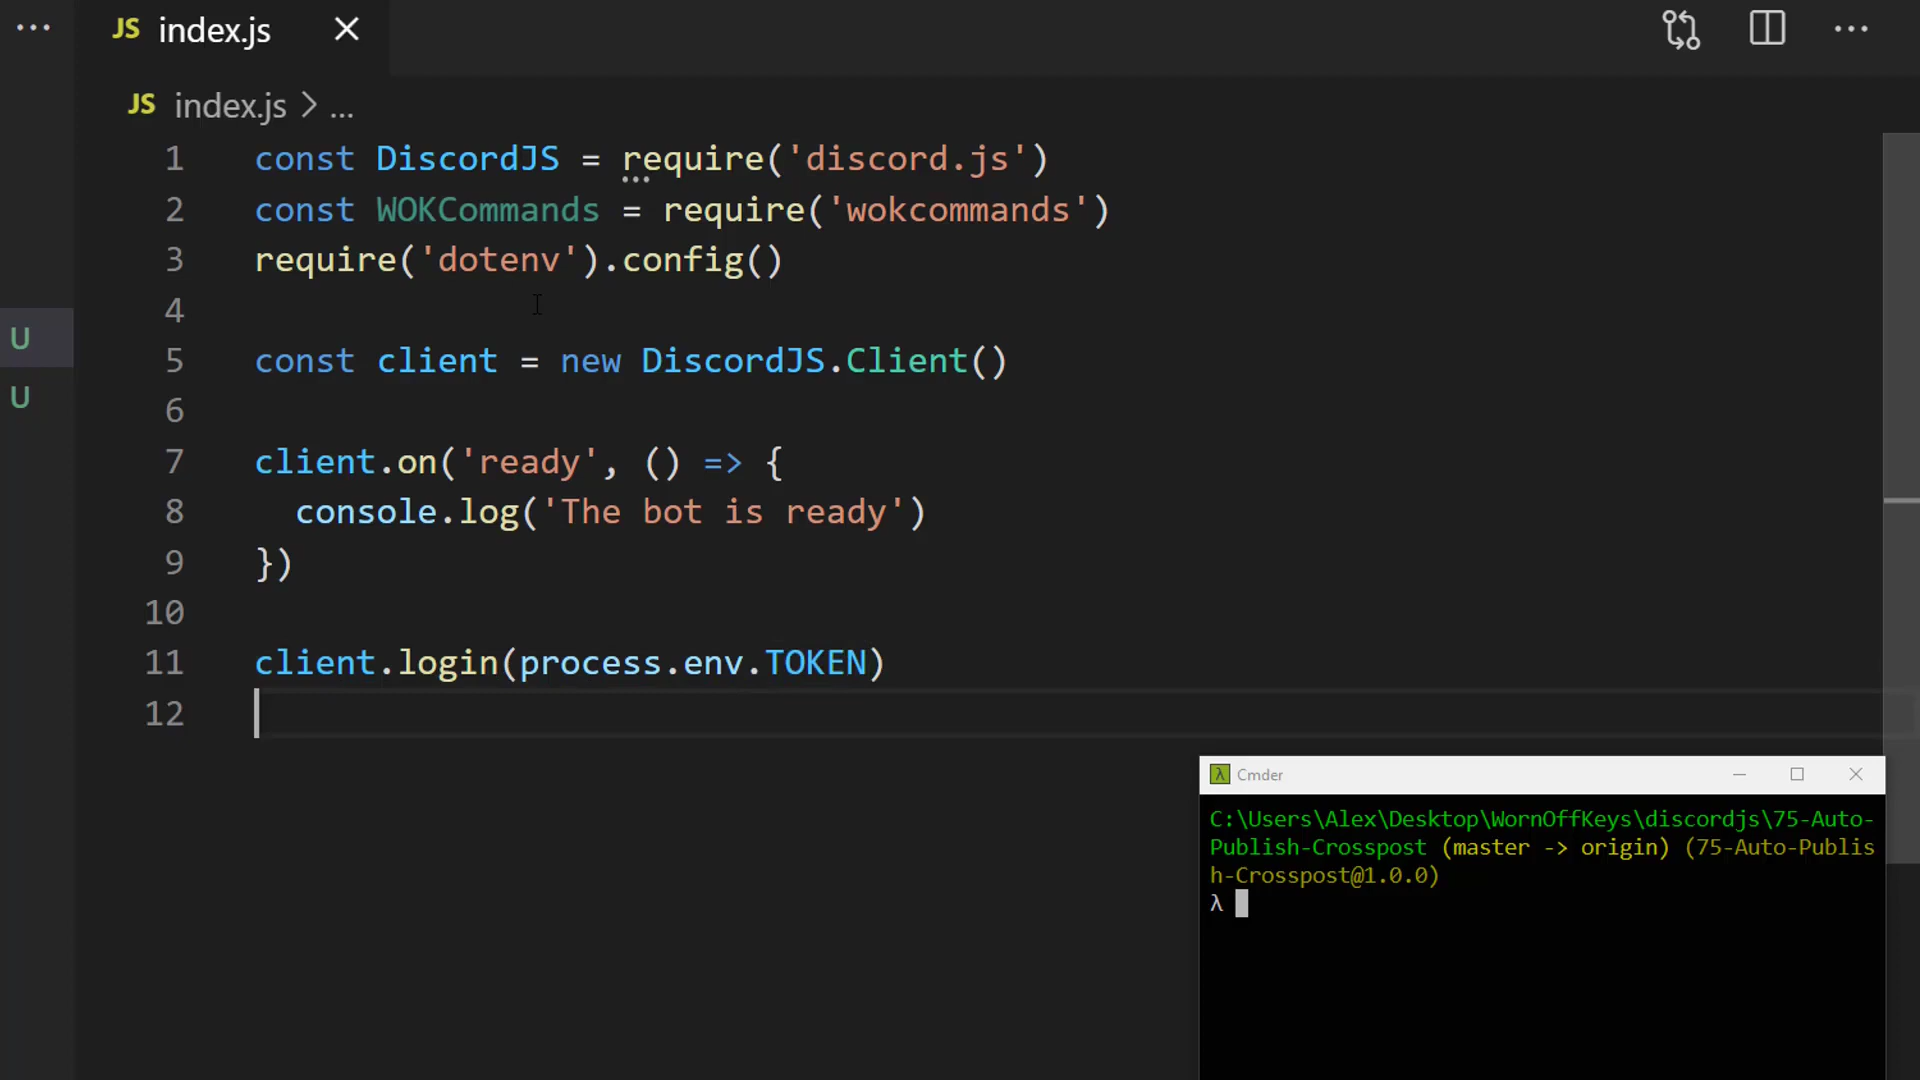 JS index.js
JS index.js > ...
1 const DiscordJS = require('discord.js')
2 const WOKCommands = require('wokcommands')
3 require('dotenv').config()
4
U
5 const client = new DiscordJS.Client()
U
6
7 client.on('ready', () => {
8 console.log('The bot is ready')
9 })
10
11 client.login(process.env.TOKEN)
12
λ Cmder
C:\Users\Alex\Desktop\WornOffKeys\discordjs\75-Auto-
Publish-Crosspost (master -> origin) (75-Auto-Publis
h-Crosspost@1.0.0)
λ